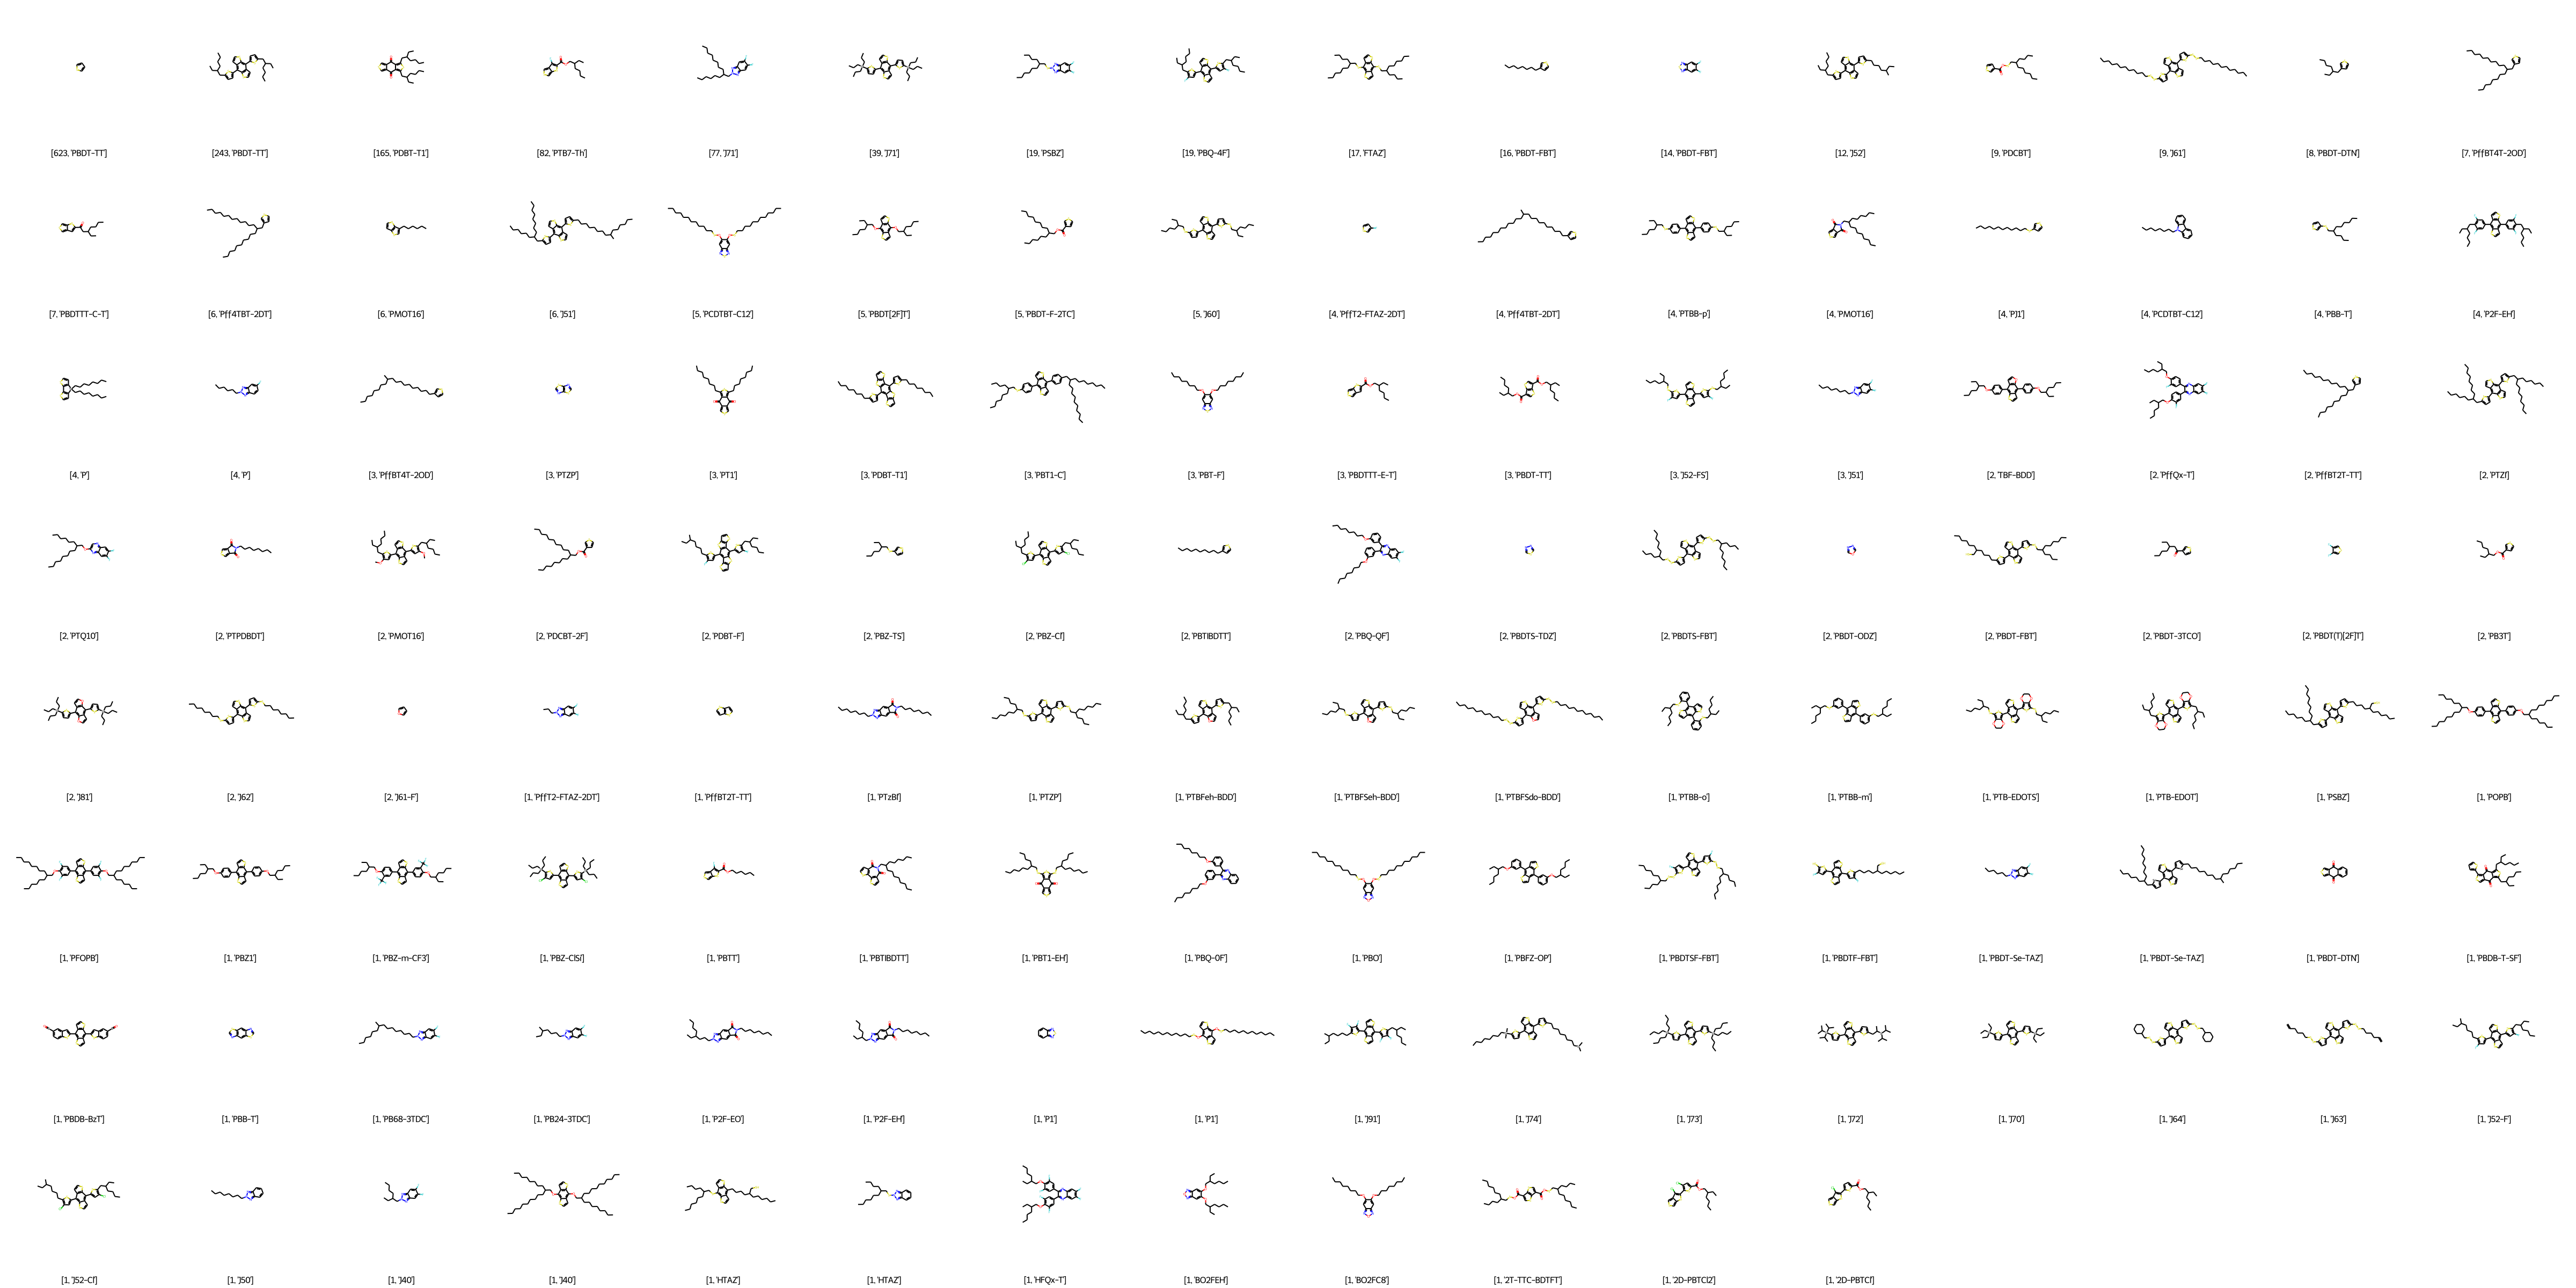 [623, 'PBDT-TT'] [243, 'PBDT-TT'] [165, 'PDBT-T1'] [82, 'PTB7-Th'] [77, 'J71'] [39, 'J71'] [19, 'PSBZ'] [19, 'PBQ-4F'] [17, 'FTAZ'] [16, 'PBDT-FBT'] [14, 'PBDT-FBT'] [12, 'J52'] [9, 'PDCBT'] [9, 'J61'] [8, 'PBDT-DTN'] [7, 'PffBT4T-2OD']
[7, 'PBDTTT-C-T'] [6, 'Pff4TBT-2DT'] [6, 'PMOT16'] [6, 'J51'] [5, 'PCDTBT-C12'] [5, 'PBDT[2F]T'] [5, 'PBDT-F-2TC'] [5, 'J60'] [4, 'PffT2-FTAZ-2DT'] [4, 'Pff4TBT-2DT'] [4, 'PTBB-p'] [4, 'PMOT16'] [4, 'PJ1'] [4, 'PCDTBT-C12'] [4, 'PBB-T'] [4, 'P2F-EH']
[4, 'P'] [4, 'P'] [3, 'PffBT4T-2OD'] [3, 'PTZP'] [3, 'PT1'] [3, 'PDBT-T1'] [3, 'PBT1-C'] [3, 'PBT-F'] [3, 'PBDTTT-E-T'] [3, 'PBDT-TT'] [3, 'J52-FS'] [3, 'J51'] [2, 'TBF-BDD'] [2, 'PffQx-T'] [2, 'PffBT2T-TT'] [2, 'PTZl']
[2, 'PTQ10'] [2, 'PTPDBDT'] [2, 'PMOT16'] [2, 'PDCBT-2F'] [2, 'PDBT-F'] [2, 'PBZ-TS'] [2, 'PBZ-Cl'] [2, 'PBTIBDTT'] [2, 'PBQ-QF'] [2, 'PBDTS-TDZ'] [2, 'PBDTS-FBT'] [2, 'PBDT-ODZ'] [2, 'PBDT-FBT'] [2, 'PBDT-3TCO'] [2, 'PBDT(T)[2F]T'] [2, 'PB3T']
[2, 'J81'] [2, 'J62'] [2, 'J61-F'] [1, 'PffT2-FTAZ-2DT'] [1, 'PffBT2T-TT'] [1, 'PTzBI'] [1, 'PTZP'] [1, 'PTBFeh-BDD'] [1, 'PTBFSeh-BDD'] [1, 'PTBFSdo-BDD'] [1, 'PTBB-o'] [1, 'PTBB-m'] [1, 'PTB-EDOTS'] [1, 'PTB-EDOT'] [1, 'PSBZ'] [1, 'POPB']
[1, 'PFOPB'] [1, 'PBZ1'] [1, 'PBZ-m-CF3'] [1, 'PBZ-ClSi'] [1, 'PBTT'] [1, 'PBTIBDTT'] [1, 'PBT1-EH'] [1, 'PBQ-0F'] [1, 'PBO'] [1, 'PBFZ-OP'] [1, 'PBDTSF-FBT'] [1, 'PBDTF-FBT'] [1, 'PBDT-Se-TAZ'] [1, 'PBDT-Se-TAZ'] [1, 'PBDT-DTN'] [1, 'PBDB-T-SF']
[1, 'PBDB-BzT'] [1, 'PBB-T'] [1, 'PB68-3TDC'] [1, 'PB24-3TDC'] [1, 'P2F-EO'] [1, 'P2F-EH'] [1, 'P1'] [1, 'P1'] [1, 'J91'] [1, 'J74'] [1, 'J73'] [1, 'J72'] [1, 'J70'] [1, 'J64'] [1, 'J63'] [1, 'J52-F']
[1, 'J52-Cl'] [1, 'J50'] [1, 'J40'] [1, 'J40'] [1, 'HTAZ'] [1, 'HTAZ'] [1, 'HFQx-T'] [1, 'BO2FEH'] [1, 'BO2FC8'] [1, '2T-TTC-BDTFT'] [1, '2D-PBTCl2'] [1, '2D-PBTCl']